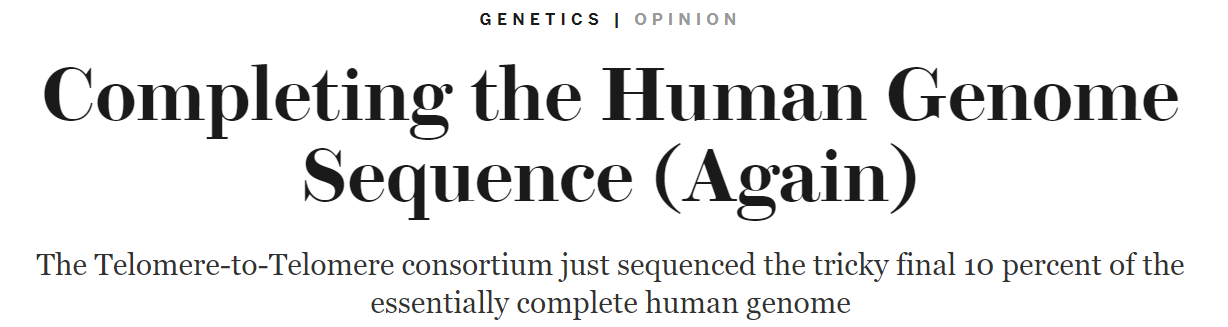 GENETICS | OPINION
Completing the Human Genome
Sequence (Again)
The Telomere-to-Telomere consortium just sequenced the tricky final 10 percent of the
essentially complete human genome